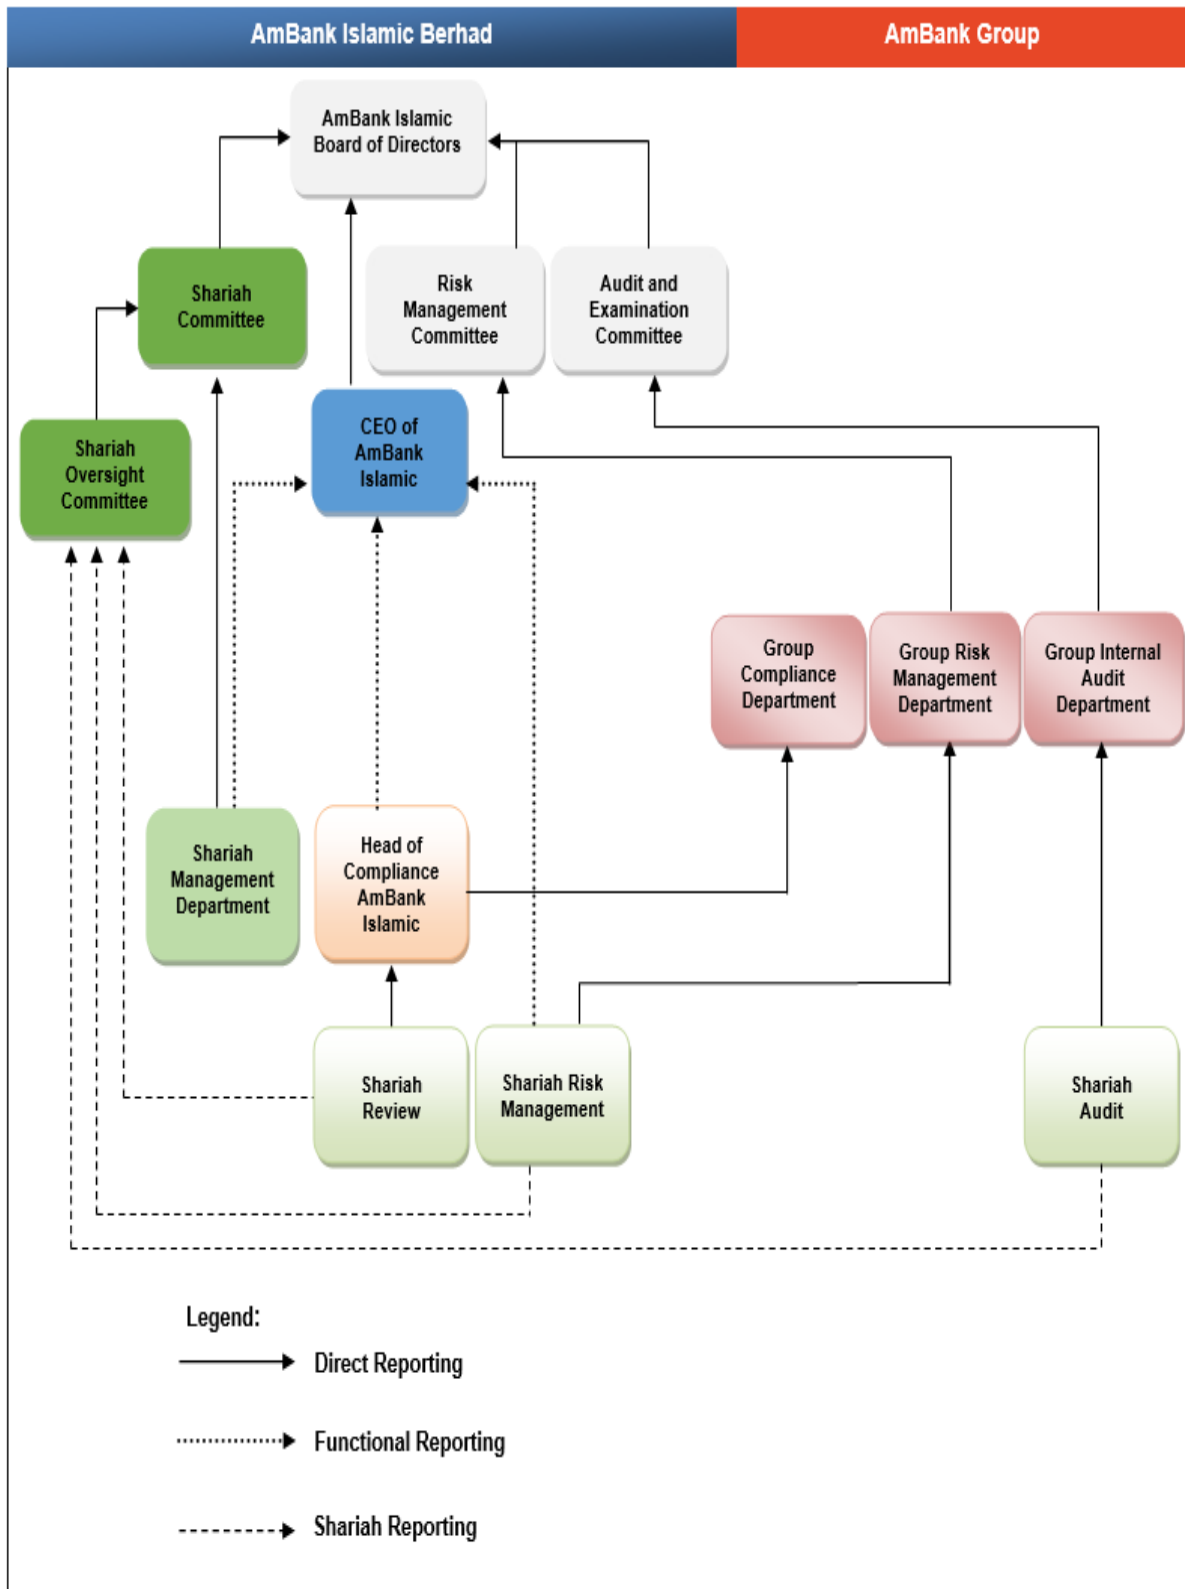 AmBank Islamic Berhad
AmBank Group
AmBank Islamic
Board of Directors
Shariah
Committee
Risk
Management
Committee
Audit and
Examination
Committee
CEO of
AmBank
Islamic
Shariah
Oversight
Committee
Group
Compliance
Department
Group Risk
Management
Department
Group Internal
Audit
Department
Shariah
Management
Department
Head of
Compliance
AmBank
Islamic
Shariah
Review
Shariah Risk
Management
Shariah
Audit
Legend:
Direct Reporting
Functional Reporting
Shariah Reporting